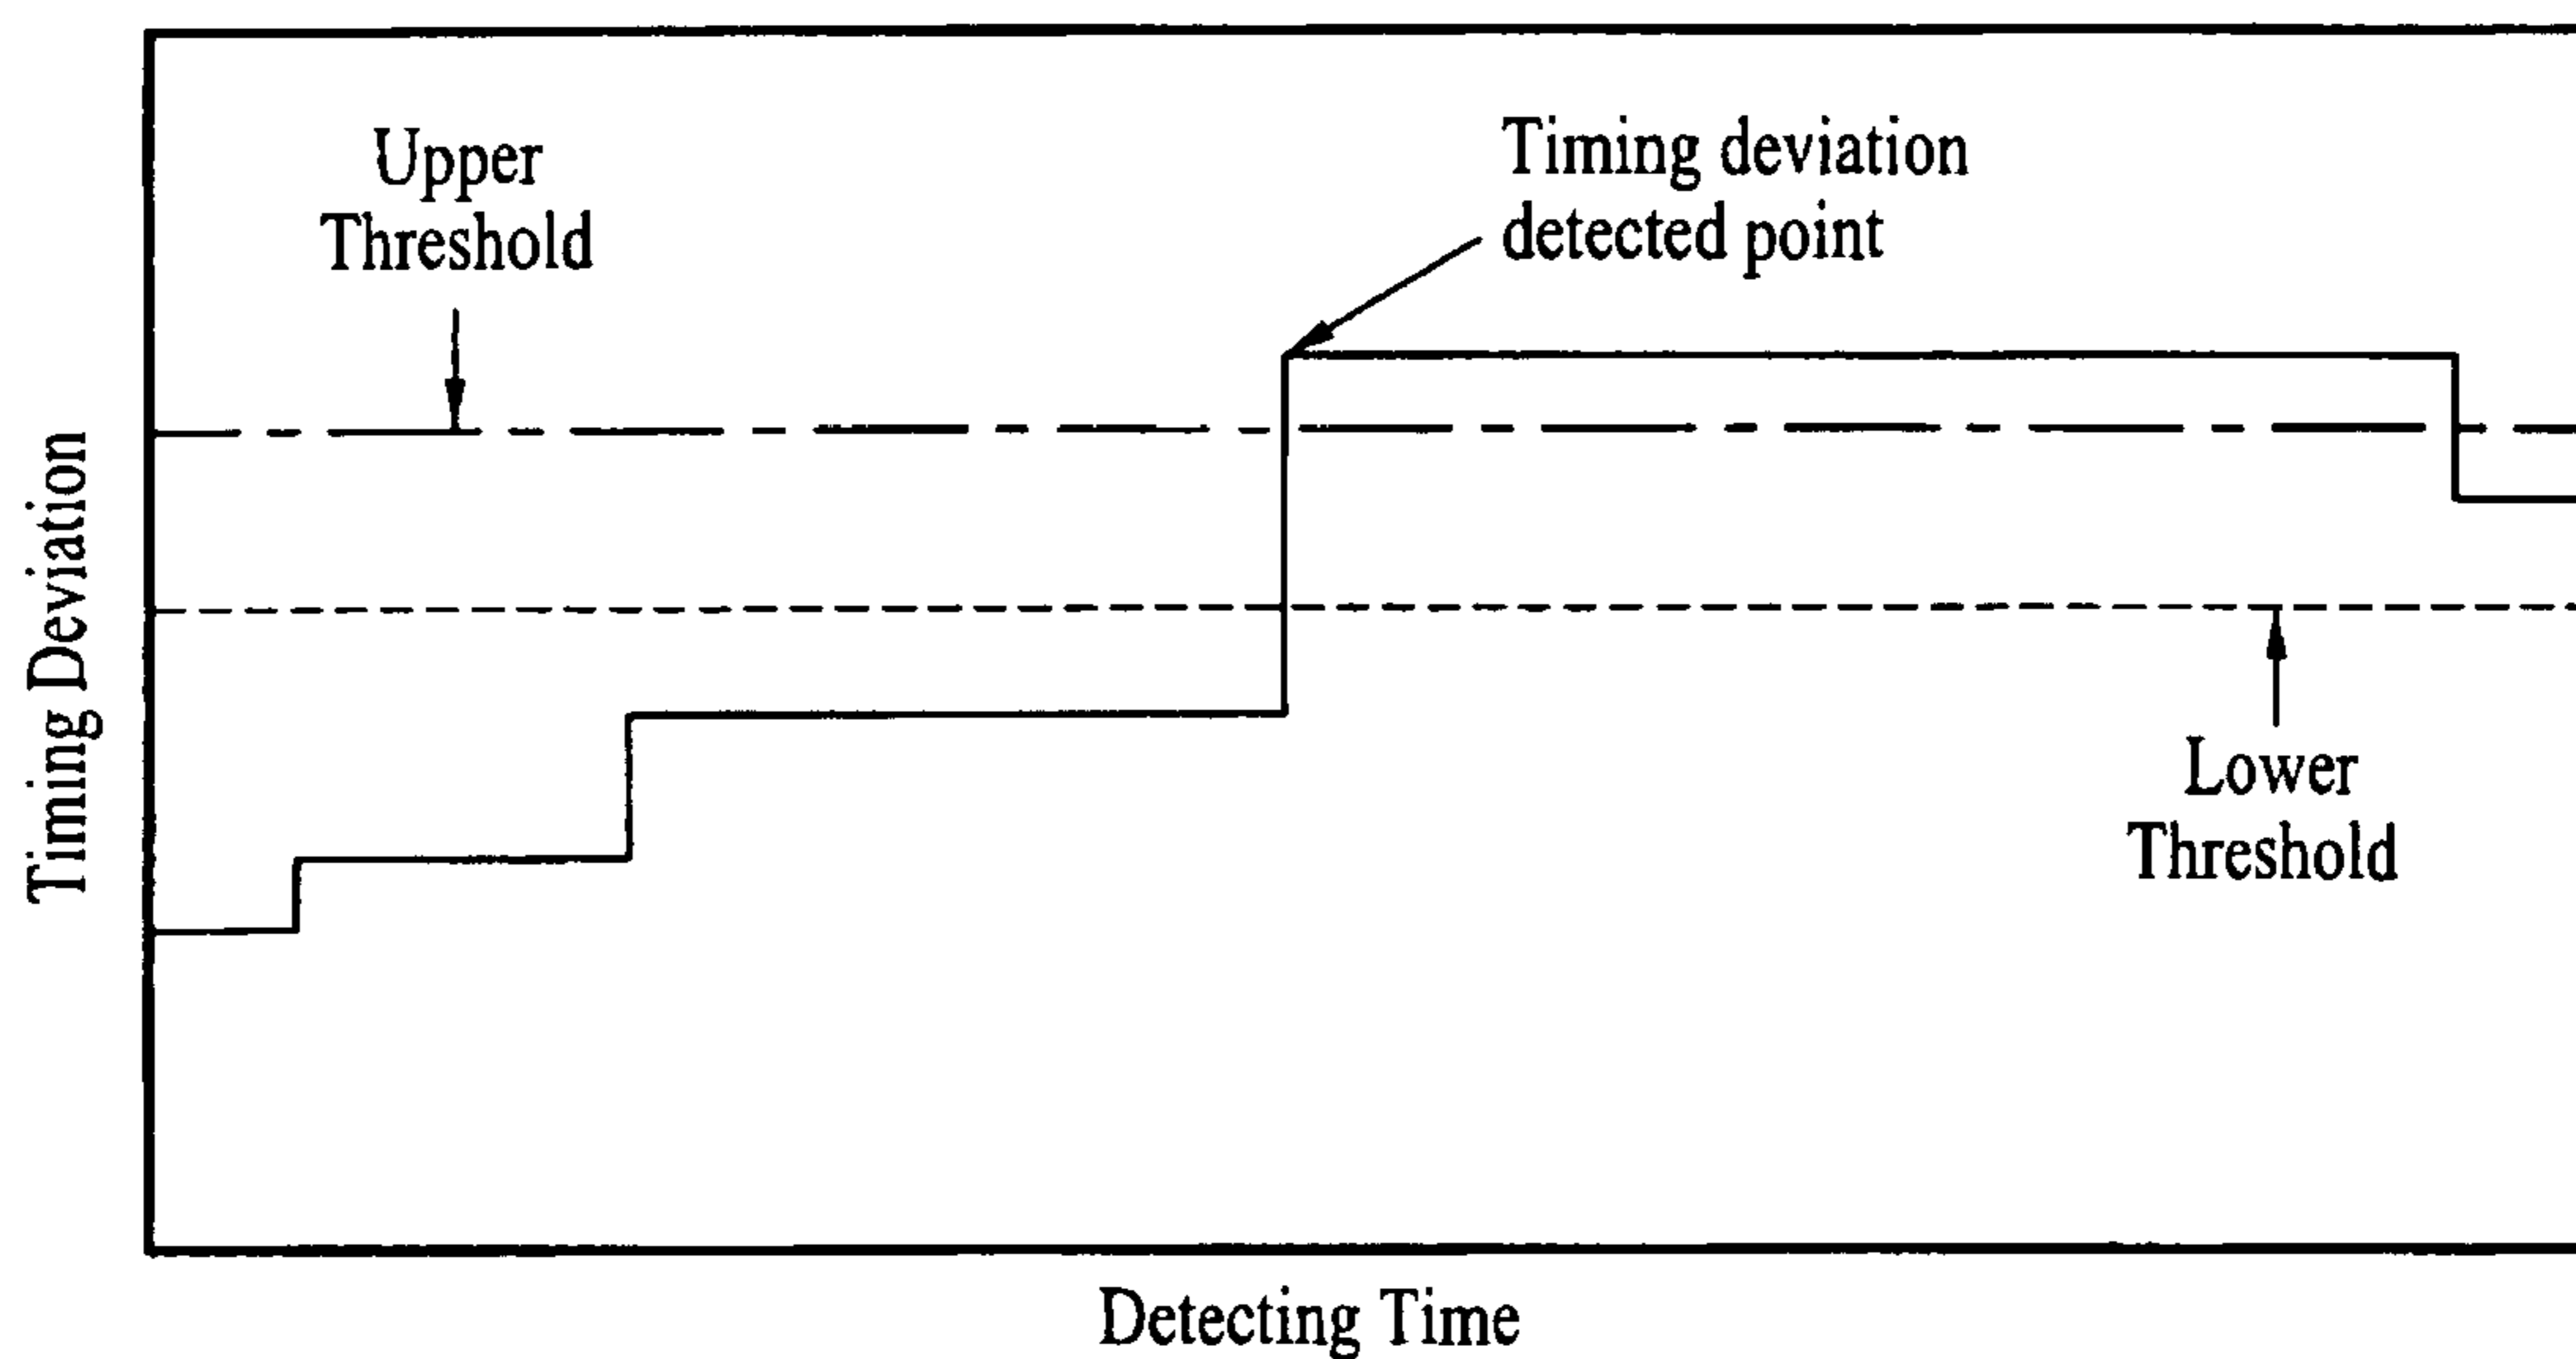 Upper
Threshold
Timing deviation
detected point
Timing Deviation
Lower
Threshold
Detecting Time